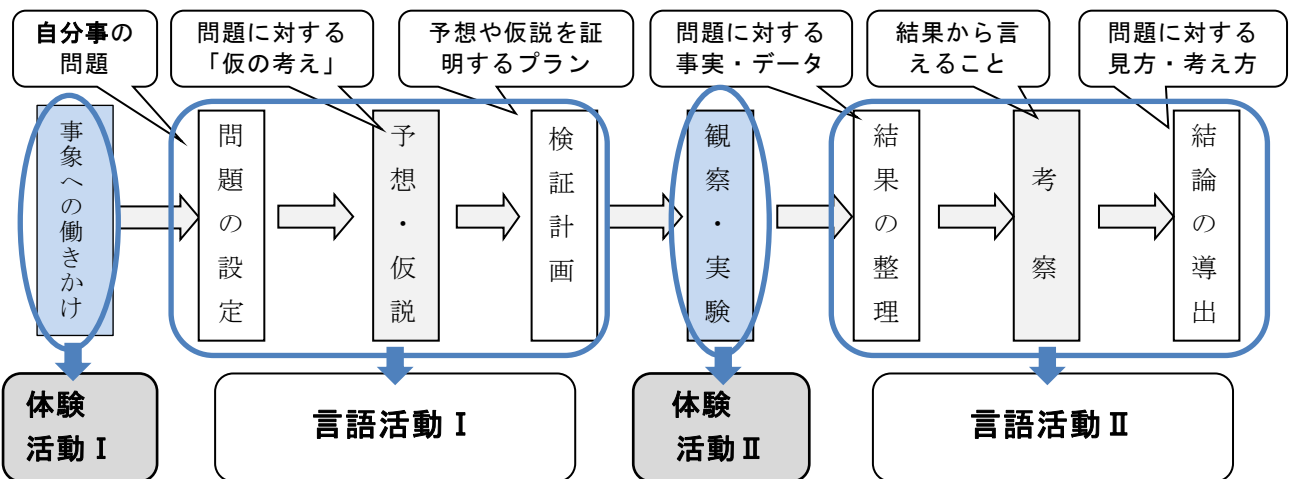 自分事の
問題
問題に対する
「仮の考え」
予想や仮説を証
明するプラン
問題に対する
事実・データ
結果から言
えること
問題に対する
見方・考え方
事象への働きかけ
問題の設定
予想・仮説
検証計画
観察・実験
結果の整理
考察
結論の導出
体験
活動Ⅰ
言語活動Ⅰ
体験
活動Ⅱ
言語活動Ⅱ